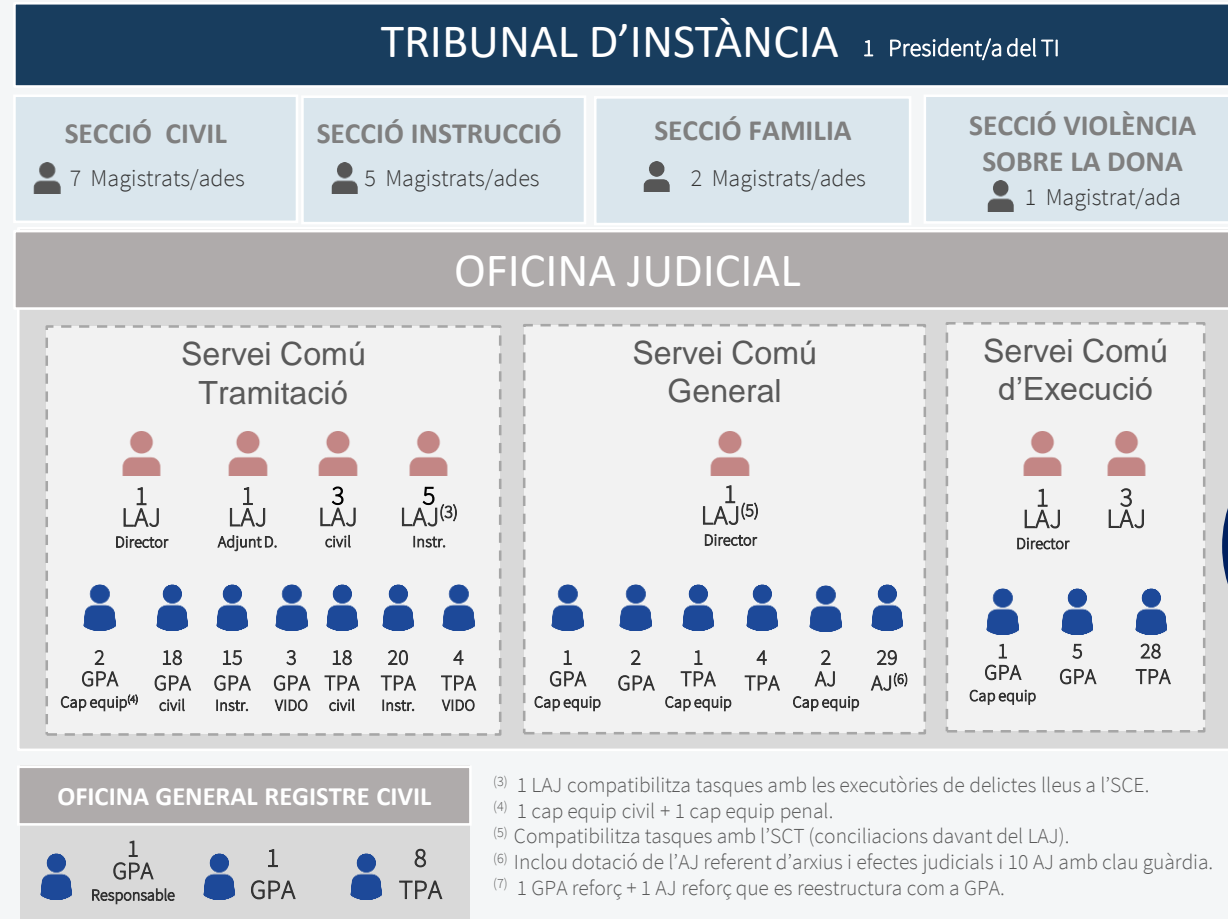 TRIBUNAL D’INSTÀNCIA 1 President/a del TI
SECCIÓ CIVIL
7 Magistrats/ades
SECCIÓ INSTRUCCIÓ
5 Magistrats/ades
SECCIÓ FAMILIA
2 Magistrats/ades
SECCIÓ VIOLÈNCIA
SOBRE LA DONA
1 Magistrat/ada
OFICINA JUDICIAL
Servei Comú
Tramitació
1
LAJ
Director
1
LAJ
Adjunt D.
3
LAJ
civil
5
LAJ(3)
Instr.
2
GPA
Cap equip(4)
18
GPA
civil
15
GPA
Instr.
3
GPA
VIDO
18
TPA
civil
20
TPA
Instr.
4
TPA
VIDO
Servei Comú
General
1
LAJ(5)
Director
1
GPA
Cap equip
2
GPA
1
TPA
Cap equip
4
TPA
2
AJ
Cap equip
29
AJ(6)
Servei Comú
d’Execució
1
LAJ
Director
3
LAJ
1
GPA
Cap equip
5
GPA
28
TPA
OFICINA GENERAL REGISTRE CIVIL
1
GPA
Responsable
1
GPA
8
TPA
(3) 1 LAJ compatibilitza tasques amb les executòries de delictes lleus a l’SCE.
(4) 1 cap equip civil + 1 cap equip penal.
(5) Compatibilitza tasques amb l’SCT (conciliacions davant del LAJ).
(6) Inclou dotació de l’AJ referent d’arxius i efectes judicials i 10 AJ amb clau guàrdia.
(7) 1 GPA reforç + 1 AJ reforç que es reestructura com a GPA.